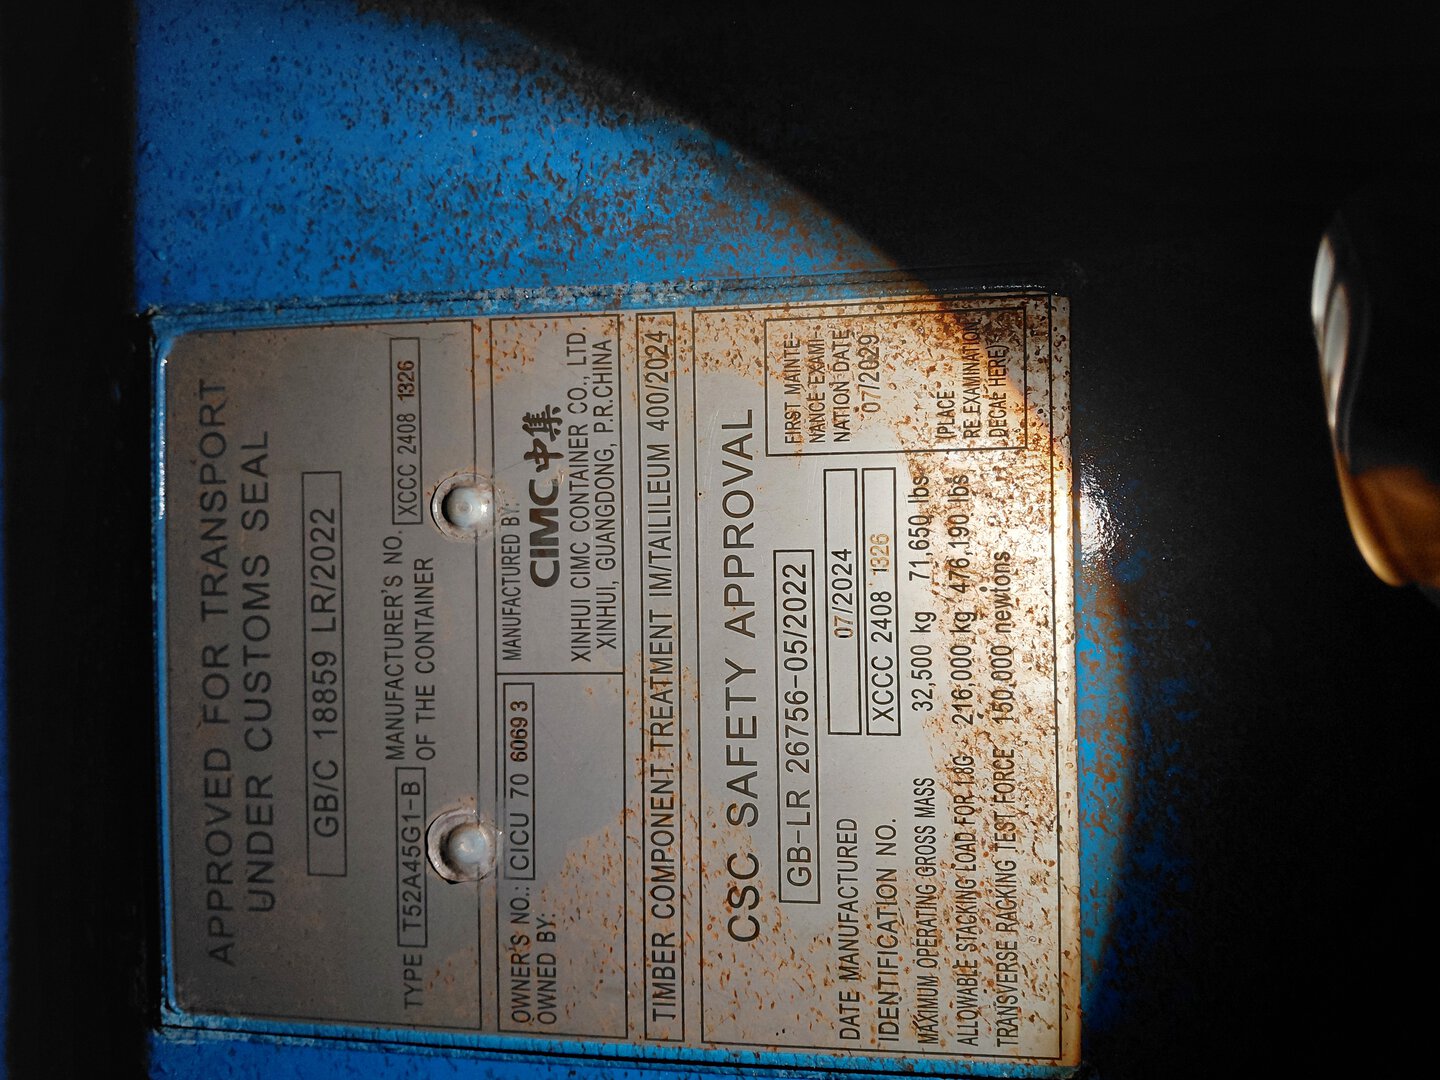 APPROVED FOR TRANSPORT
UNDER CUSTOMS SEAL
GB/C 18859 LR/2022
TYPE T52A45G1-B MANUFACTURER'S NO. OF THE CONTAINER XCCC 2408 1326
OWNER'S NO.: CICU 70 60693
OWNED BY:
MANUFACTURED BY:
CIMC 中集
XINHUI CIMC CONTAINER CO., LTD.
XINHUI, GUANGDONG, P.R.CHINA
TIMBER COMPONENT TREATMENT IM/TAILILEUM 400/2024
CSC SAFETY APPROVAL
GB-LR 26756-05/2022
DATE MANUFACTURED 07/2024
IDENTIFICATION NO. XCCC 2408 1326
MAXIMUM OPERATING GROSS MASS 32,500 kg 71,650 lbs
ALLOWABLE STACKING LOAD FOR 1.8G 216,000 kg 476,190 lbs
TRANSVERSE RACKING TEST FORCE 150,000 newtons
FIRST MAINTE-
NANCE EXAMI-
NATION DATE
07/2029
(PLACE
RE-EXAMINATION
DECAL HERE)